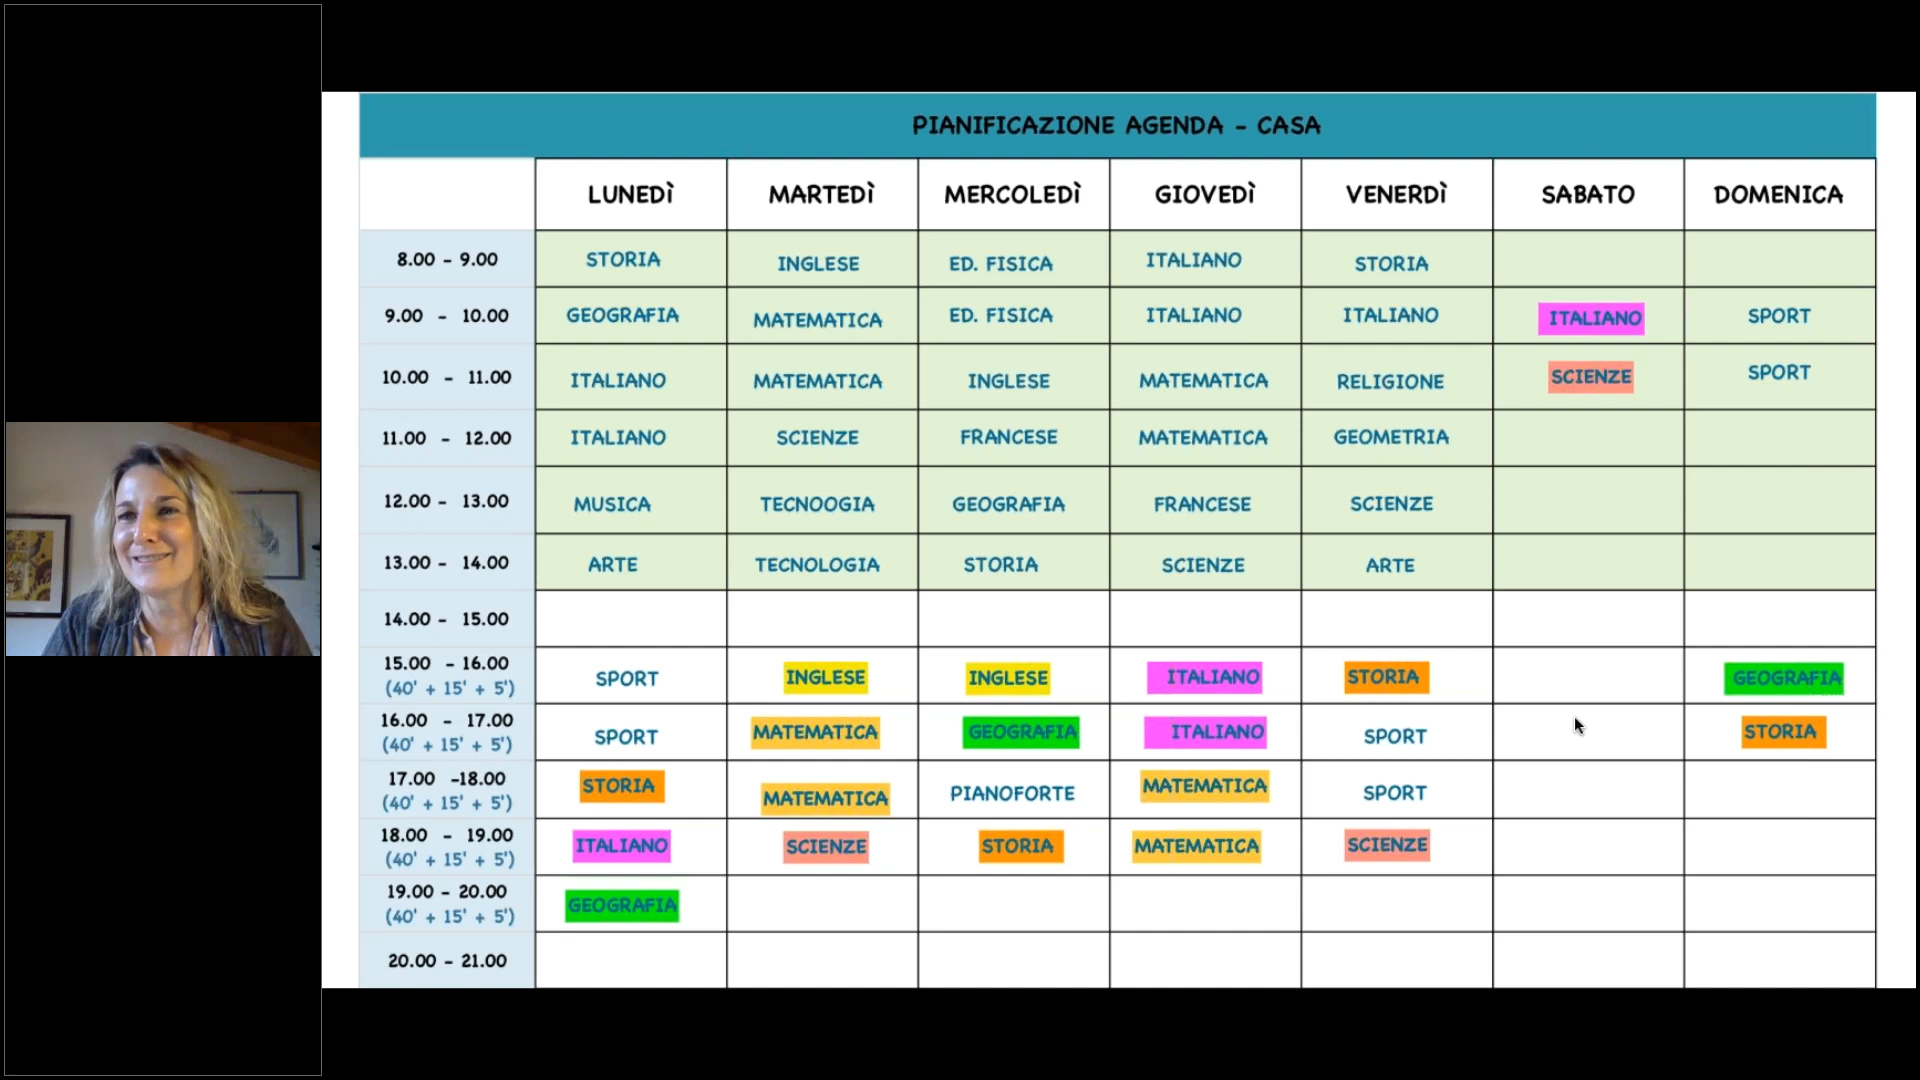 PIANIFICAZIONE AGENDA - CASA
LUNEDÌ MARTEDÌ MERCOLEDÌ GIOVEDÌ VENERDÌ SABATO DOMENICA
8.00 - 9.00 STORIA INGLESE ED. FISICA ITALIANO STORIA
9.00 - 10.00 GEOGRAFIA MATEMATICA ED. FISICA ITALIANO ITALIANO ITALIANO SPORT
10.00 - 11.00 ITALIANO MATEMATICA INGLESE MATEMATICA RELIGIONE SCIENZE SPORT
11.00 - 12.00 ITALIANO SCIENZE FRANCESE MATEMATICA GEOMETRIA
12.00 - 13.00 MUSICA TECNOOGIA GEOGRAFIA FRANCESE SCIENZE
13.00 - 14.00 ARTE TECNOLOGIA STORIA SCIENZE ARTE
14.00 - 15.00
15.00 - 16.00 SPORT INGLESE INGLESE ITALIANO STORIA GEOGRAFIA
(40' + 15' + 5')
16.00 - 17.00 SPORT MATEMATICA GEOGRAFIA ITALIANO SPORT STORIA
(40' + 15' + 5')
17.00 -18.00 STORIA MATEMATICA PIANOFORTE MATEMATICA SPORT
(40' + 15' + 5')
18.00 - 19.00 ITALIANO SCIENZE STORIA MATEMATICA SCIENZE
(40' + 15' + 5')
19.00 - 20.00 GEOGRAFIA
(40' + 15' + 5')
20.00 - 21.00